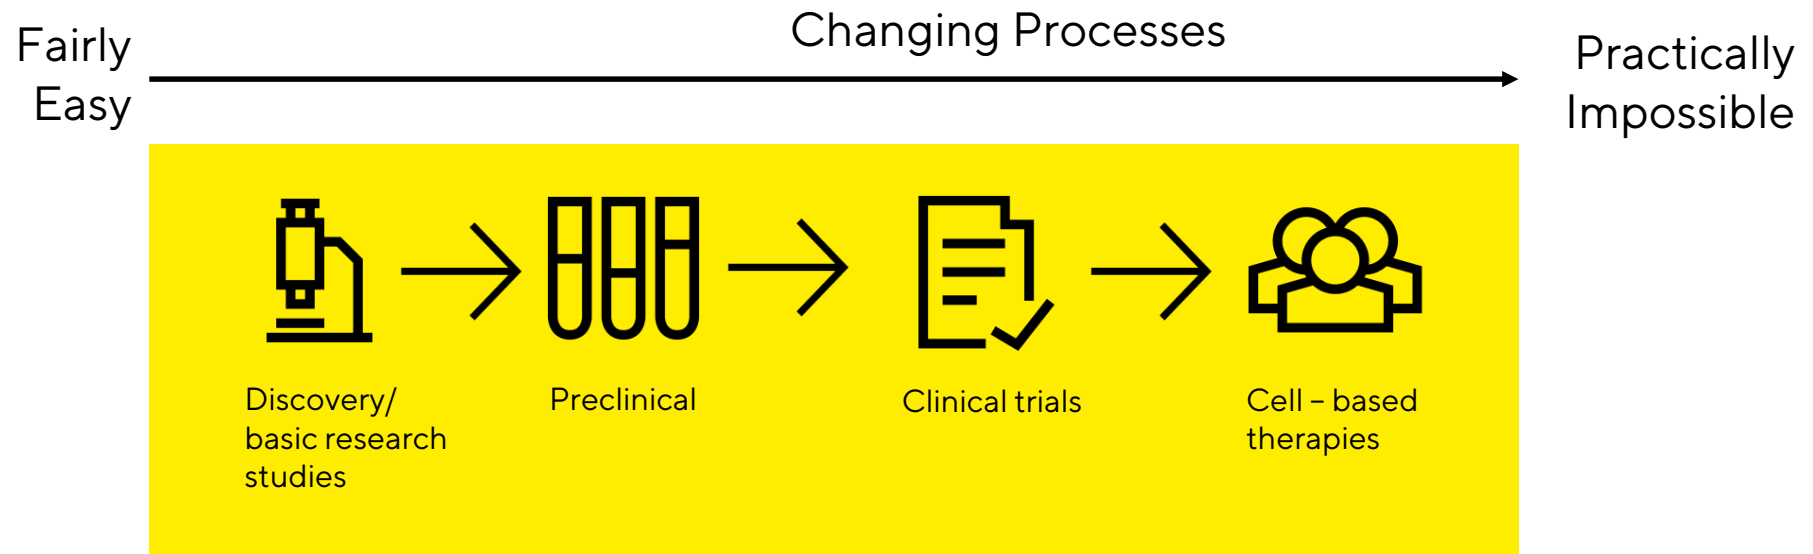 Changing Processes
Fairly
Easy
Practically
Impossible
Discovery/
basic research
studies
Preclinical
Clinical trials
Cell – based
therapies